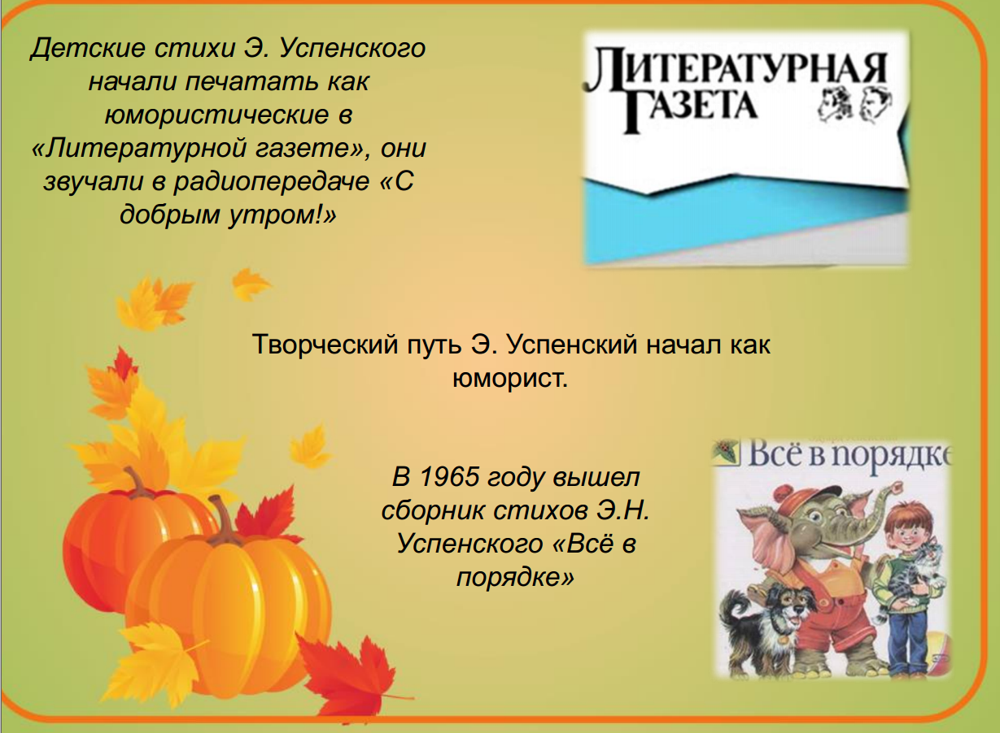 Детские стихи Э. Успенского
начали печатать как
юмористические в
«Литературной газете», они
звучали в радиопередаче «С
добрым утром!»
ЛИТЕРАТУРНАЯ
ГАЗЕТА
Творческий путь Э. Успенский начал как
юморист.
В 1965 году вышел
сборник стихов Э.Н.
Успенского «Всё в
порядке»
Всё в порядке